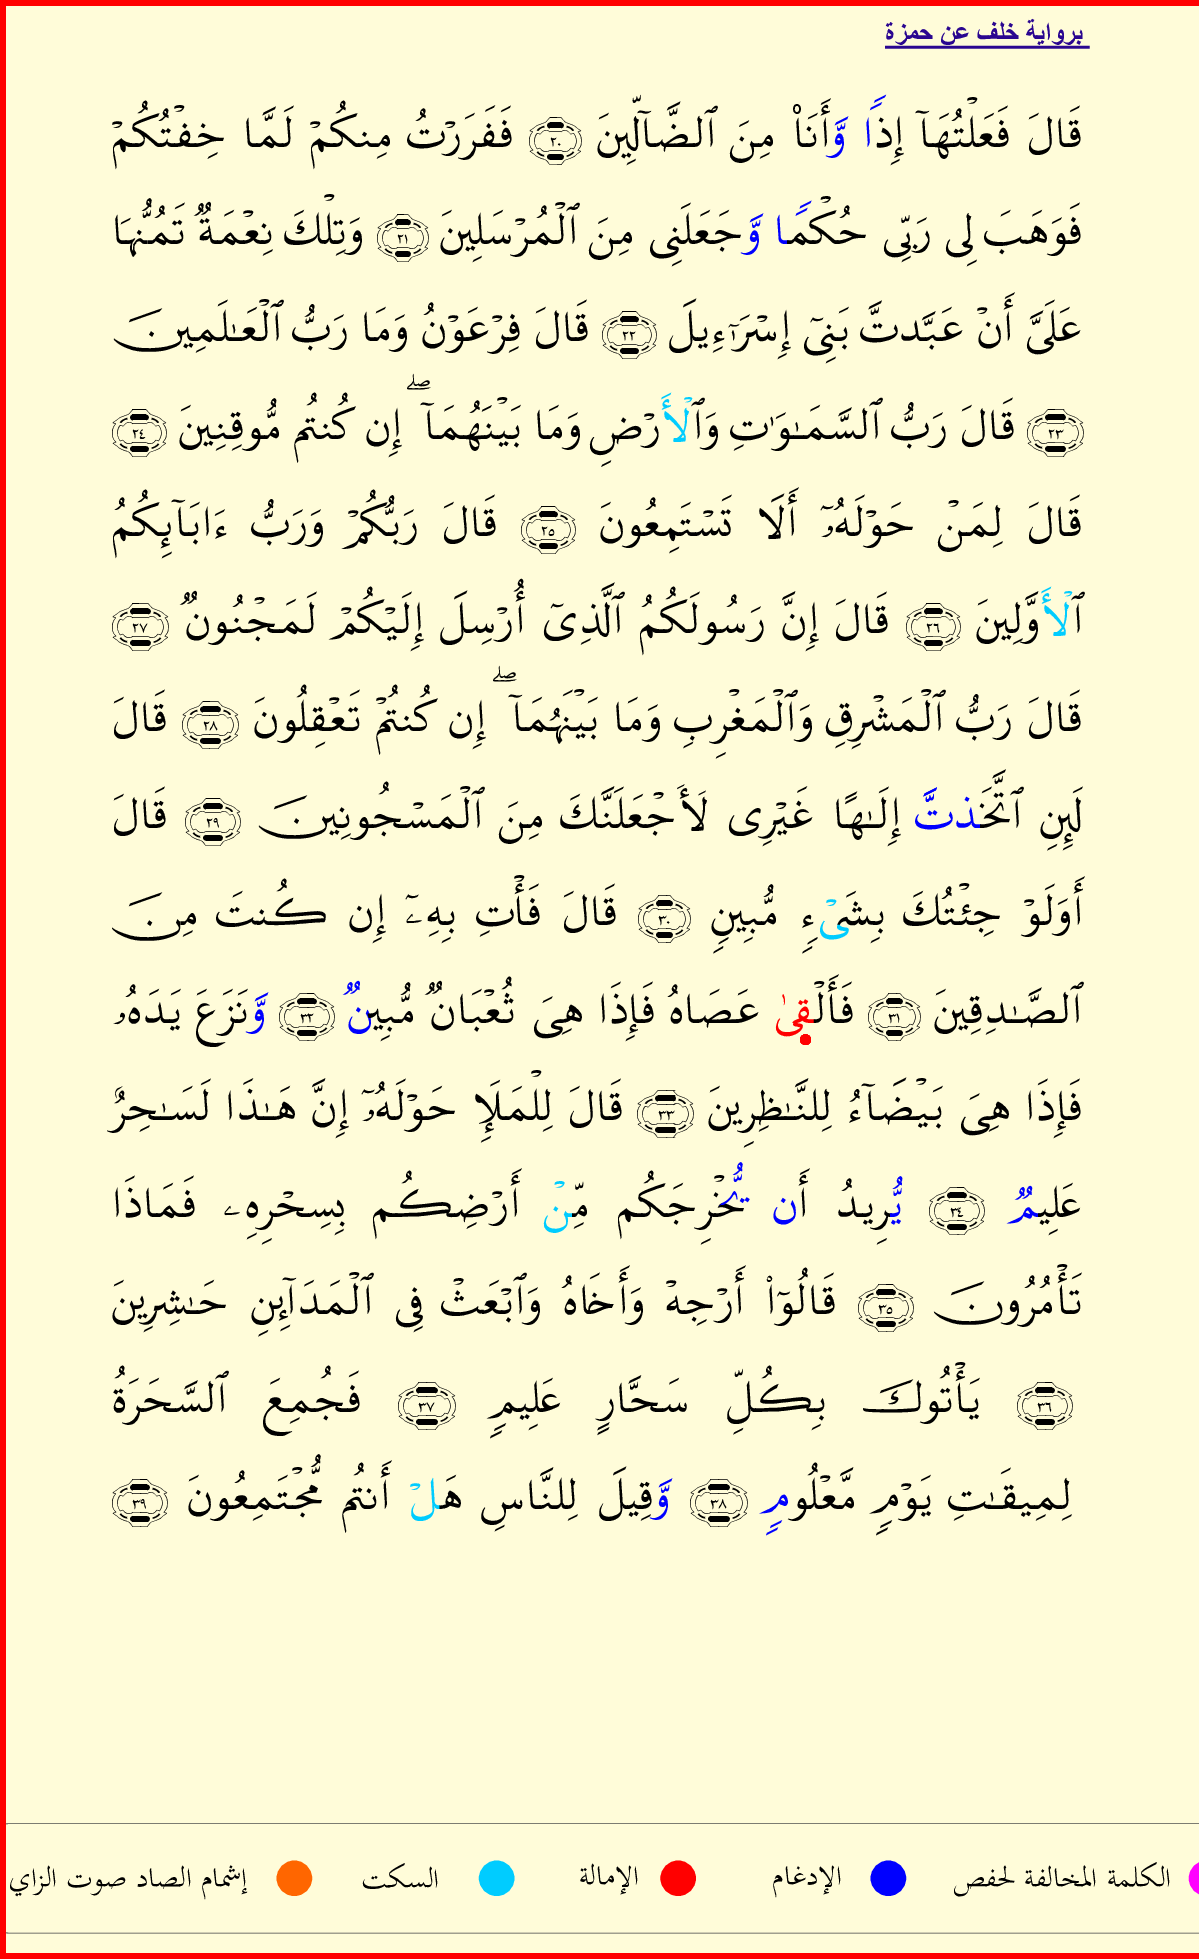 برواية خلف عن حمزة
قَالَ فَعَلۡتُهَآ إِذٗا وَّأَنَا۠ مِنَ ٱلضَّآلِّينَ ٢٠ فَفَرَرۡتُ مِنكُمۡ لَمَّا خِفۡتُكُمۡ
فَوَهَبَ لِي رَبِّي حُكۡمٗا وَّجَعَلَنِي مِنَ ٱلۡمُرۡسَلِينَ ٢١ وَتِلۡكَ نِعۡمَةٞ تَمُنُّهَا
عَلَيَّ أَنۡ عَبَّدتَّ بَنِيٓ إِسۡرَٰٓءِيلَ ٢٢ قَالَ فِرۡعَوۡنُ وَمَا رَبُّ ٱلۡعَٰلَمِينَ
٢٣ قَالَ رَبُّ ٱلسَّمَٰوَٰتِ وَٱلۡأَرۡضِ وَمَا بَيۡنَهُمَآۖ إِن كُنتُم مُّوقِنِينَ ٢٤
قَالَ لِمَنۡ حَوۡلَهُۥٓ أَلَا تَسۡتَمِعُونَ ٢٥ قَالَ رَبُّكُمۡ وَرَبُّ ءَابَآئِكُمُ
ٱلۡأَوَّلِينَ ٢٦ قَالَ إِنَّ رَسُولَكُمُ ٱلَّذِيٓ أُرۡسِلَ إِلَيۡكُمۡ لَمَجۡنُونٞ ٢٧
قَالَ رَبُّ ٱلۡمَشۡرِقِ وَٱلۡمَغۡرِبِ وَمَا بَيۡنَهُمَآۖ إِن كُنتُمۡ تَعۡقِلُونَ ٢٨ قَالَ
لَئِنِ ٱتَّخَذتَّ إِلَٰهًا غَيۡرِي لَأَجۡعَلَنَّكَ مِنَ ٱلۡمَسۡجُونِينَ ٢٩ قَالَ
أَوَلَوۡ جِئۡتُكَ بِشَيۡءٖ مُّبِينٖ ٣٠ قَالَ فَأۡتِ بِهِۦٓ إِن كُنتَ مِنَ
ٱلصَّٰدِقِينَ ٣١ فَأَلۡقَىٰ عَصَاهُ فَإِذَا هِيَ ثُعۡبَانٞ مُّبِينٞ ٣٢ وَّنَزَعَ يَدَهُۥ
فَإِذَا هِيَ بَيۡضَآءُ لِلنَّٰظِرِينَ ٣٣ قَالَ لِلۡمَلَإِ حَوۡلَهُۥٓ إِنَّ هَٰذَا لَسَٰحِرٌ
عَلِيمٞ ٣٤ يُّرِيدُ أَن يُّخۡرِجَكُم مِّنۡ أَرۡضِكُم بِسِحۡرِهِۦ فَمَاذَا
تَأۡمُرُونَ ٣٥ قَالُوٓاْ أَرۡجِهۡ وَأَخَاهُ وَٱبۡعَثۡ فِي ٱلۡمَدَآئِنِ حَٰشِرِينَ
٣٦ يَأۡتُوكَ بِكُلِّ سَحَّارٍ عَلِيمٖ ٣٧ فَجُمِعَ ٱلسَّحَرَةُ
لِمِيقَٰتِ يَوۡمٖ مَّعۡلُومٖ ٣٨ وَّقِيلَ لِلنَّاسِ هَلۡ أَنتُم مُّجۡتَمِعُونَ ٣٩
الكلمة المخالفة لحفص الإدغام الإمالة السكت إشمام الصاد صوت الزاي